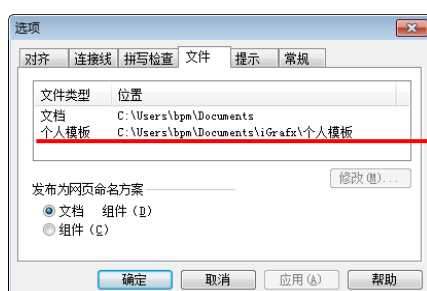 选项
对齐 连接线 拼写检查 文件 提示 常规
文件类型 位置
文档 C:\Users\bpm\Documents
个人模板 C:\Users\bpm\Documents\iGrafx\个人模板
修改(M)...
发布为网页命名方案
文档 组件(D)
组件(C)
确定 取消 应用(A) 帮助